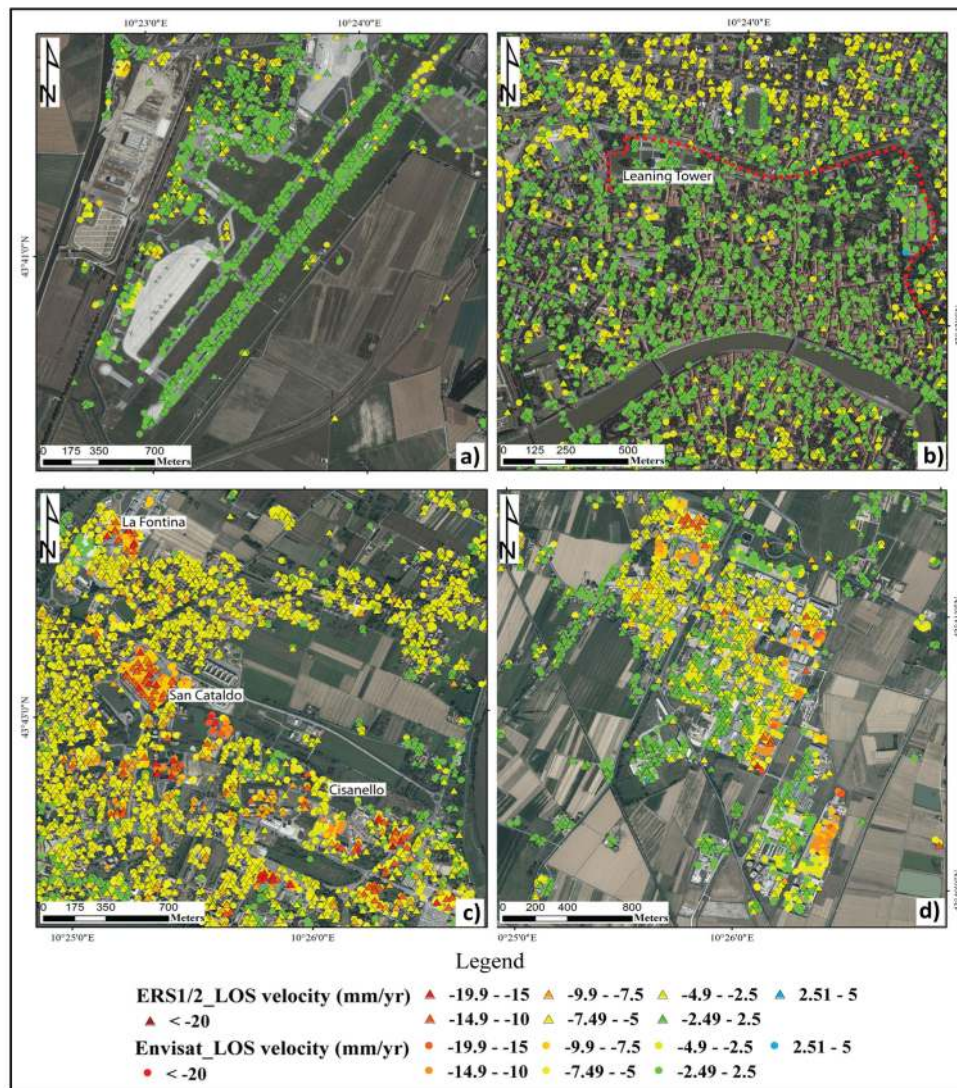 10°23'0"E 10°24'0"E 10°24'0"E
N N
43°41'0"N
Leaning Tower
0 175 350 700
Meters
a)
0 125 250 500
Meters
b)
N N
La Fontina
San Cataldo
43°43'0"N
Cisanello
0 175 350 700
Meters
c)
0 200 400 800
Meters
d)
10°25'0"E 10°26'0"E 10°25'0"E 10°26'0"E
Legend
ERS1/2_LOS velocity (mm/yr) -19.9 - -15 -9.9 - -7.5 -4.9 - -2.5 2.51 - 5
< -20 -14.9 - -10 -7.49 - -5 -2.49 - 2.5
Envisat_LOS velocity (mm/yr) -19.9 - -15 -9.9 - -7.5 -4.9 - -2.5 2.51 - 5
< -20 -14.9 - -10 -7.49 - -5 -2.49 - 2.5